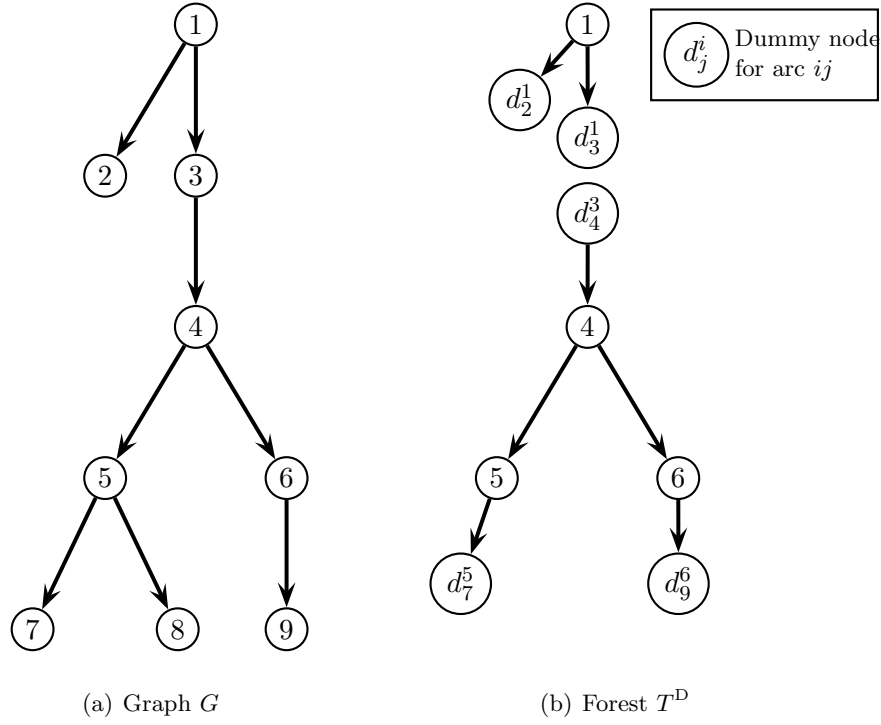 1
2
3
4
5
6
7
8
9
(a) Graph G
1
d^1_2
d^1_3
d^3_4
4
5
6
d^5_7
d^6_9
(b) Forest T^D
d^i_j
Dummy node
for arc ij